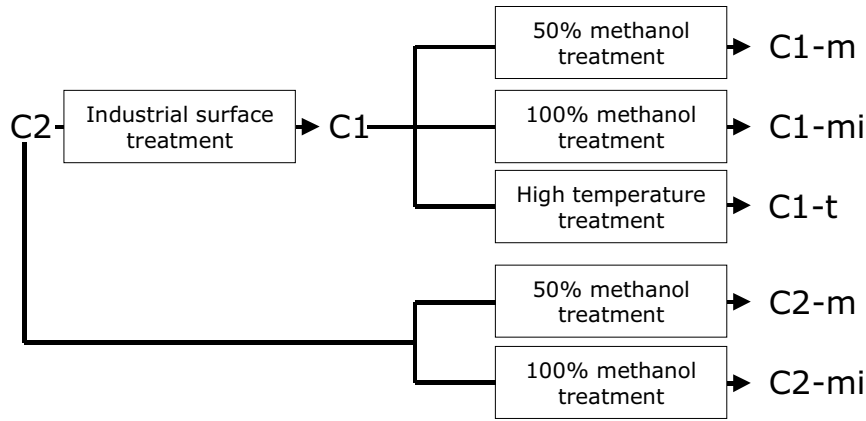 50% methanol
treatment
C1-m
C2
Industrial surface
treatment
C1
100% methanol
treatment
C1-mi
High temperature
treatment
C1-t
50% methanol
treatment
C2-m
100% methanol
treatment
C2-mi